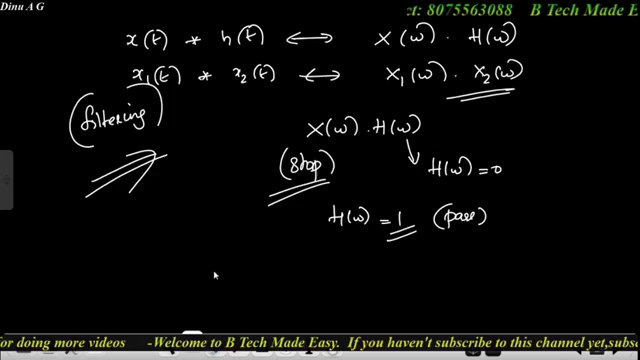 Dinu A G
ct: 8075563088 B Tech Made Easy
x(t) * h(t) ⟷ X(ω) · H(ω)
x₁(t) * x₂(t) ⟷ X₁(ω) · X₂(ω)
(filtering)
X(ω) · H(ω)
(Stop)
H(ω) = 0
H(ω) = 1 (pass)
for doing more videos -Welcome to B Tech Made Easy. If you haven't subscribe to this channel yet,subs